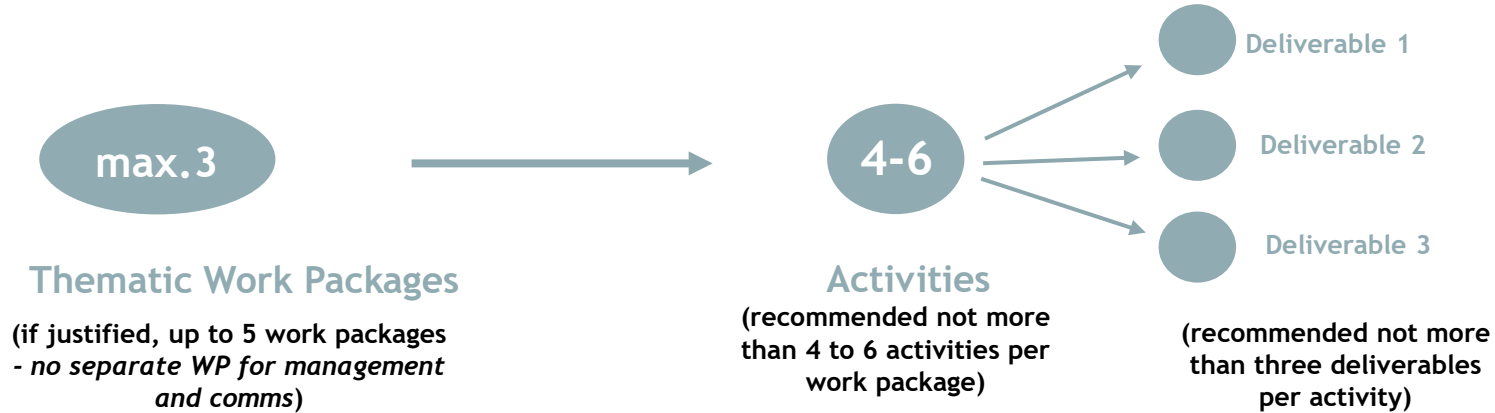 max.3
Thematic Work Packages
(if justified, up to 5 work packages
- no separate WP for management
and comms)
4-6
Activities
(recommended not more
than 4 to 6 activities per
work package)
Deliverable 1
Deliverable 2
Deliverable 3
(recommended not more
than three deliverables
per activity)